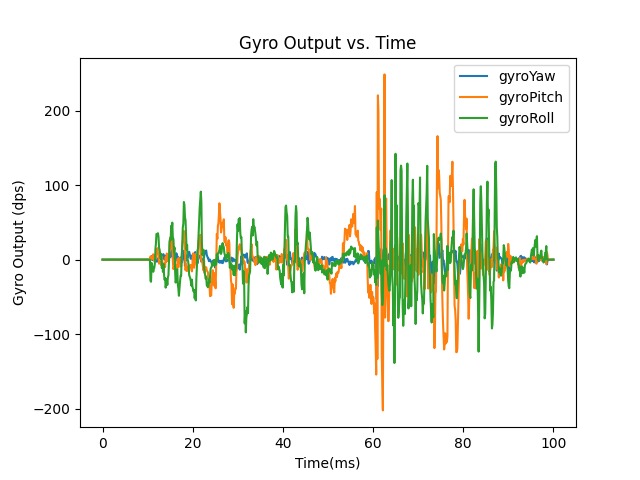 Gyro Output vs. Time
gyroYaw
gyroPitch
gyroRoll
200
100
0
−100
−200
Gyro Output (dps)
0 20 40 60 80 100
Time(ms)